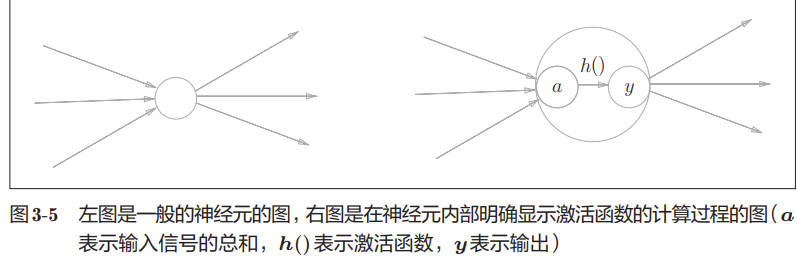 h()
a
y
图 3-5 左图是一般的神经元的图，右图是在神经元内部明确显示激活函数的计算过程的图（a
表示输入信号的总和，h() 表示激活函数，y 表示输出）